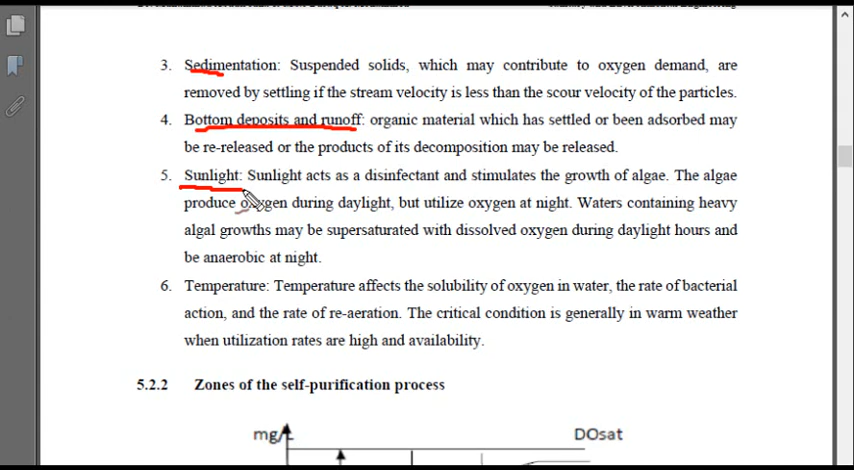 3. Sedimentation: Suspended solids, which may contribute to oxygen demand, are
removed by settling if the stream velocity is less than the scour velocity of the particles.
4. Bottom deposits and runoff: organic material which has settled or been adsorbed may
be re-released or the products of its decomposition may be released.
5. Sunlight: Sunlight acts as a disinfectant and stimulates the growth of algae. The algae
produce oxygen during daylight, but utilize oxygen at night. Waters containing heavy
algal growths may be supersaturated with dissolved oxygen during daylight hours and
be anaerobic at night.
6. Temperature: Temperature affects the solubility of oxygen in water, the rate of bacterial
action, and the rate of re-aeration. The critical condition is generally in warm weather
when utilization rates are high and availability.
5.2.2 Zones of the self-purification process
DOsat